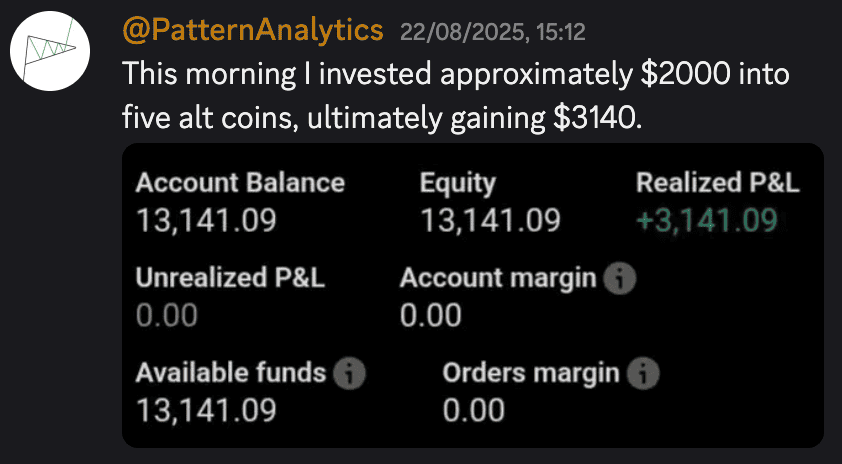 @PatternAnalytics 22/08/2025, 15:12
This morning I invested approximately $2000 into
five alt coins, ultimately gaining $3140.
Account Balance Equity Realized P&L
13,141.09 13,141.09 +3,141.09
Unrealized P&L Account margin
0.00 0.00
Available funds Orders margin
13,141.09 0.00